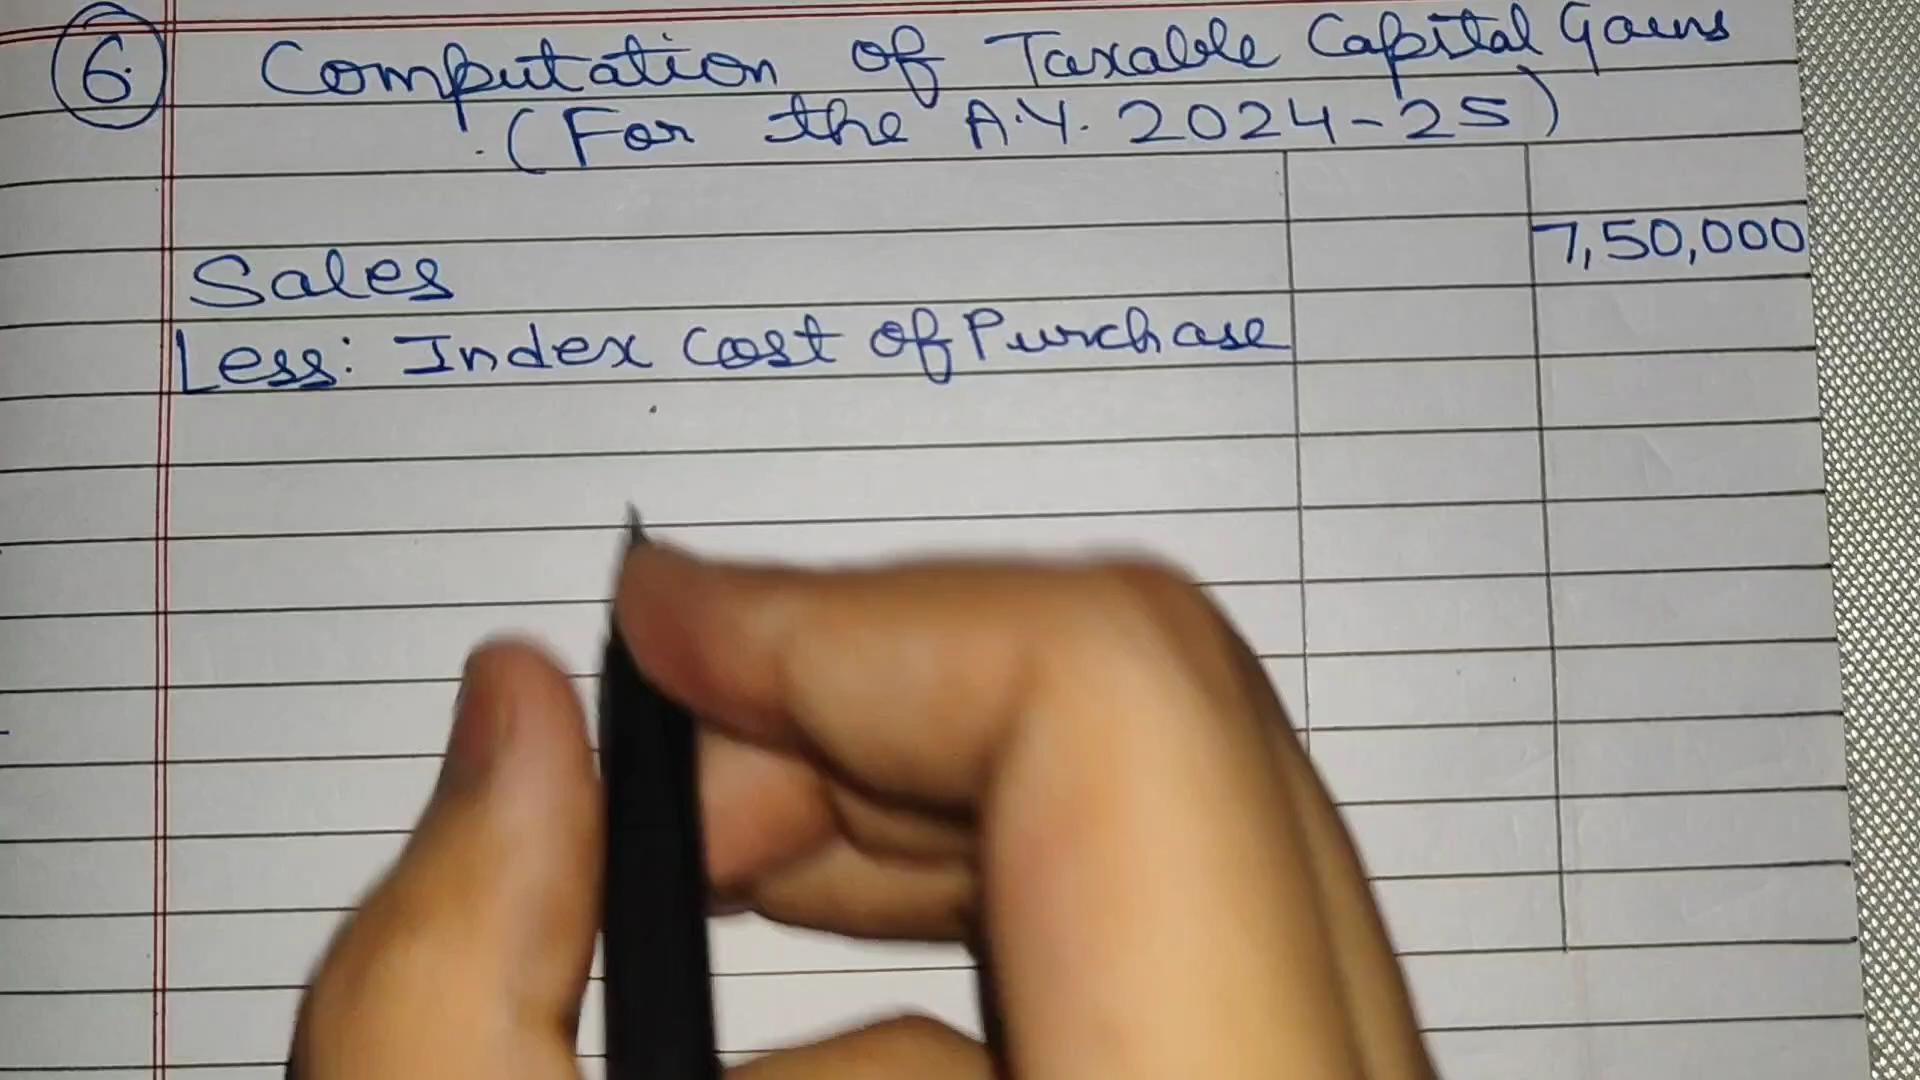 6. Computation of Taxable Capital Gains
(For the A.Y. 2024-25)
Sales 7,50,000
Less: Index Cost of Purchase